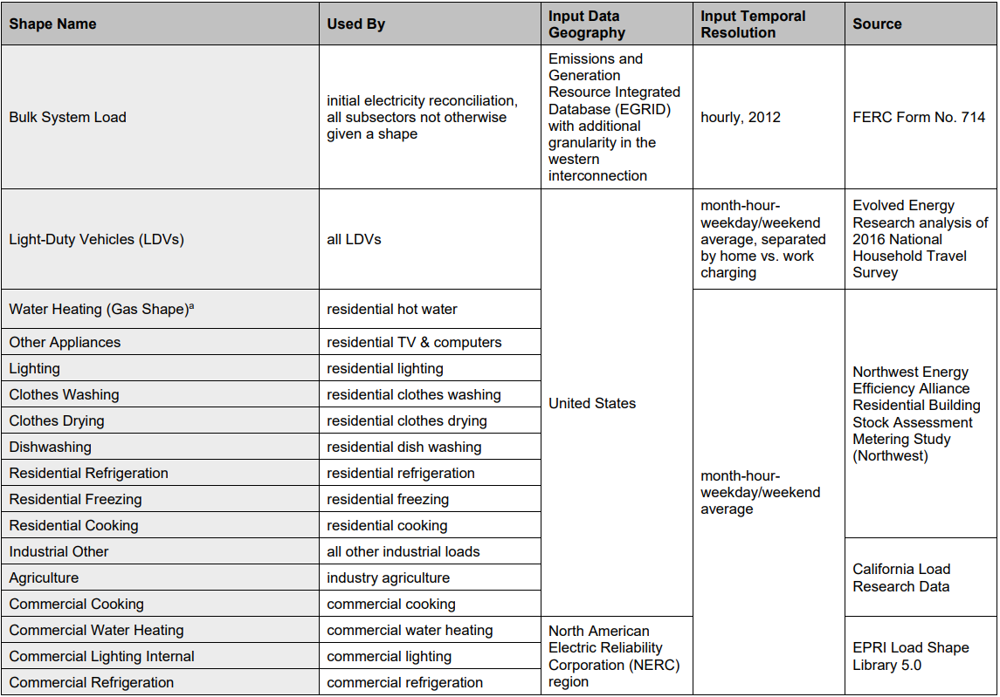 Shape Name
Used By
Input Data
Geography
Input Temporal
Resolution
Source
Bulk System Load
initial electricity reconciliation,
all subsectors not otherwise
given a shape
Emissions and
Generation
Resource Integrated
Database (EGRID)
with additional
granularity in the
western
interconnection
hourly, 2012
FERC Form No. 714
Light-Duty Vehicles (LDVs)
all LDVs
United States
month-hour-
weekday/weekend
average, separated
by home vs. work
charging
Evolved Energy
Research analysis of
2016 National
Household Travel
Survey
Water Heating (Gas Shape)ᵃ
residential hot water
month-hour-
weekday/weekend
average
Northwest Energy
Efficiency Alliance
Residential Building
Stock Assessment
Metering Study
(Northwest)
Other Appliances
residential TV & computers
Lighting
residential lighting
Clothes Washing
residential clothes washing
Clothes Drying
residential clothes drying
Dishwashing
residential dish washing
Residential Refrigeration
residential refrigeration
Residential Freezing
residential freezing
Residential Cooking
residential cooking
Industrial Other
all other industrial loads
California Load
Research Data
Agriculture
industry agriculture
Commercial Cooking
commercial cooking
Commercial Water Heating
commercial water heating
North American
Electric Reliability
Corporation (NERC)
region
EPRI Load Shape
Library 5.0
Commercial Lighting Internal
commercial lighting
Commercial Refrigeration
commercial refrigeration